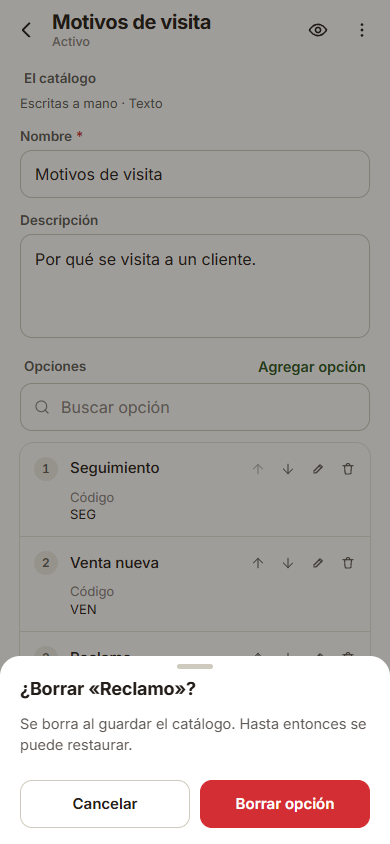 Motivos de visita
Activo
El catálogo
Escritas a mano · Texto
Nombre *
Motivos de visita
Descripción
Por qué se visita a un cliente.
Opciones
Agregar opción
Buscar opción
1 Seguimiento
Código
SEG
2 Venta nueva
Código
VEN
3 Reclamo
¿Borrar «Reclamo»?
Se borra al guardar el catálogo. Hasta entonces se
puede restaurar.
Cancelar
Borrar opción